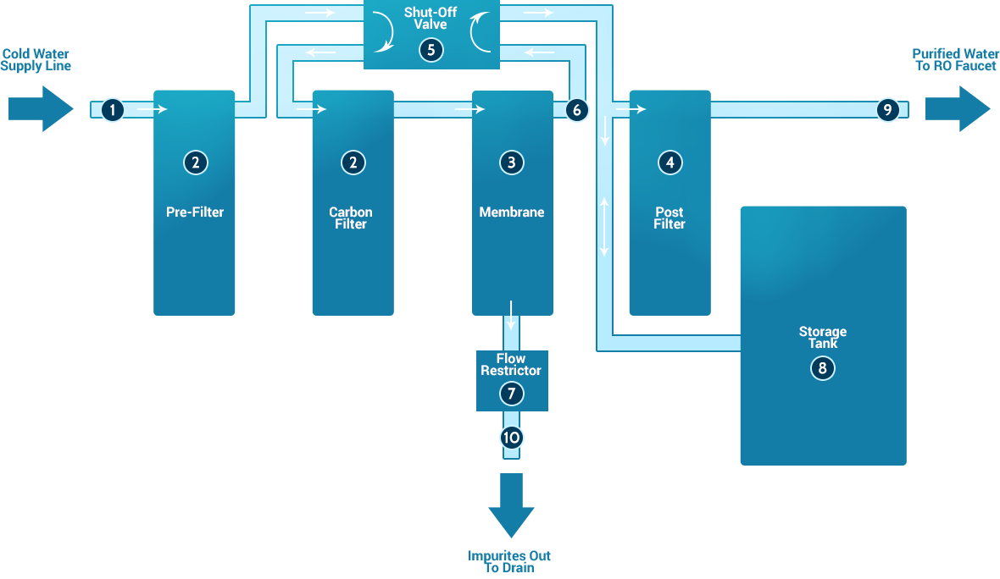 Shut-Off
Valve
5
Cold Water
Supply Line
Purified Water
To RO Faucet
1
6
9
2
2
3
4
Pre-Filter
Carbon
Filter
Membrane
Post
Filter
Storage
Tank
8
Flow
Restrictor
7
10
Impurites Out
To Drain